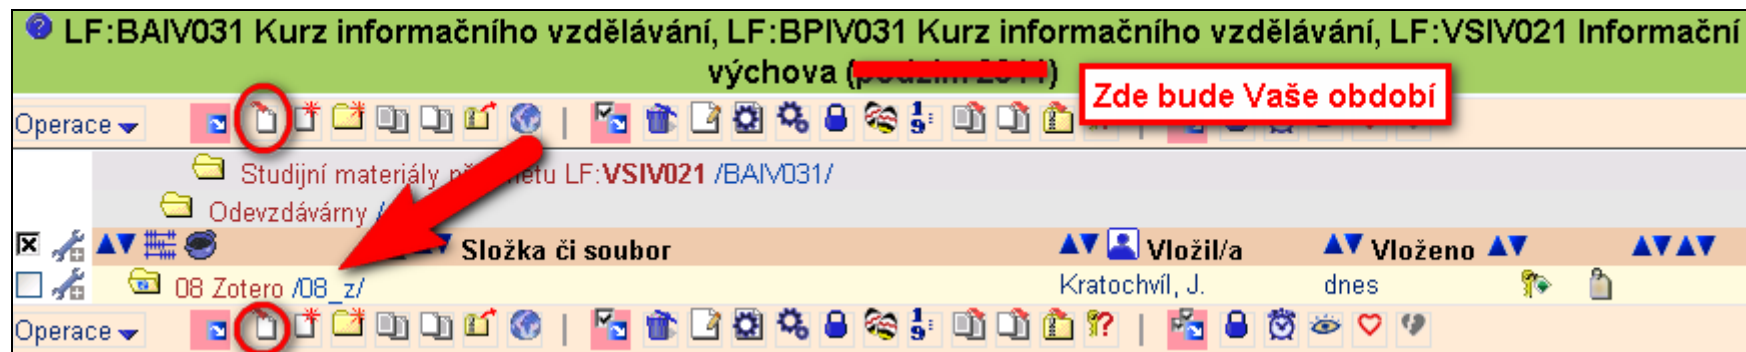 LF:BAIV031 Kurz informačního vzdělávání, LF:BPIV031 Kurz informačního vzdělávání, LF:VSIV021 Informační
výchova (
Zde bude Vaše období
Operace
Studijní materiály LF:VSIV021 /BAIV031/
Odevzdávárny /
Složka či soubor Vložil/a Vloženo
08 Zotero /08_z/ Kratochvíl, J. dnes
Operace